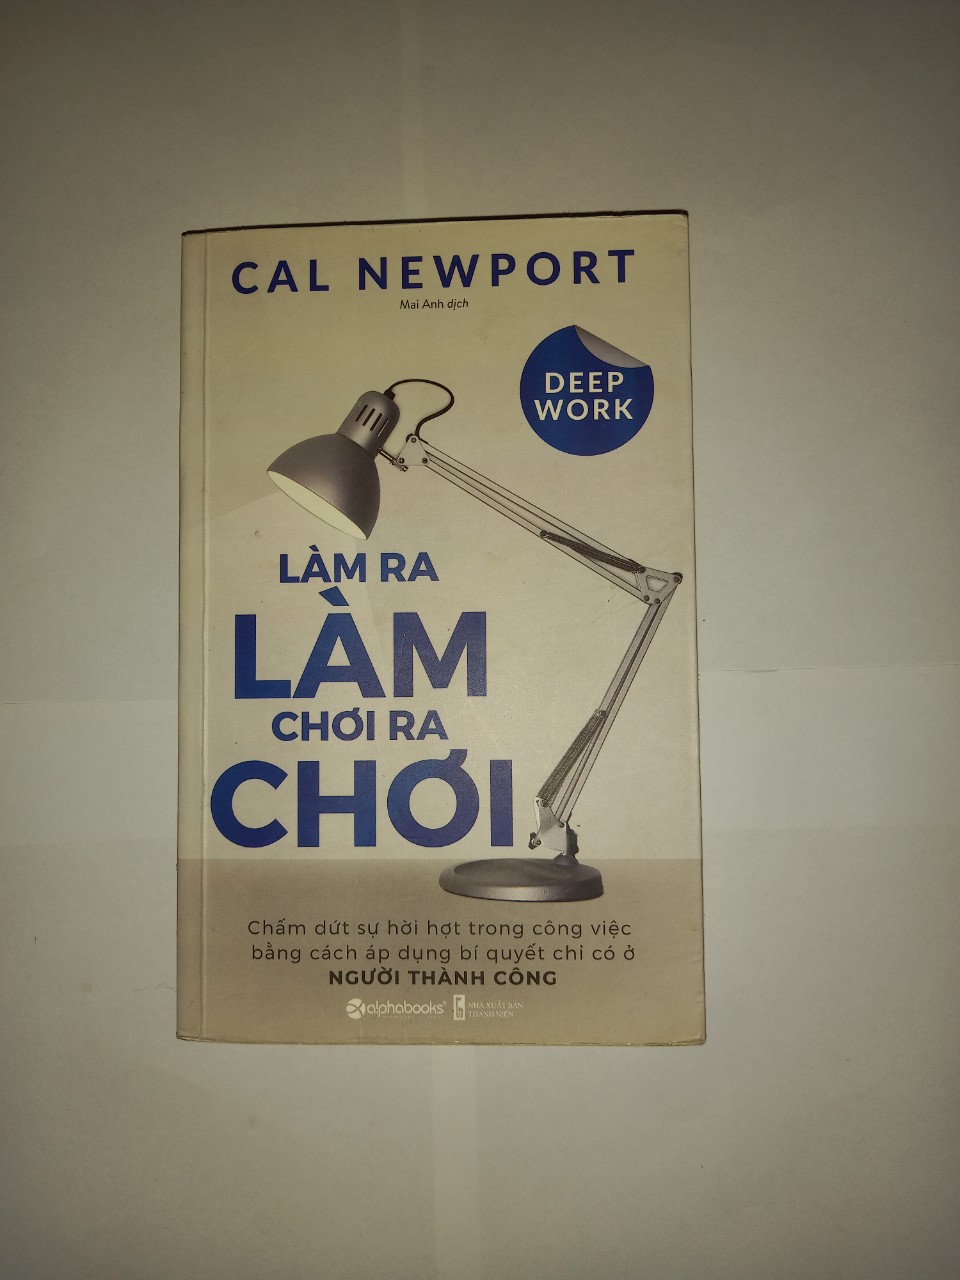 CAL NEWPORT
Mai Anh dịch
DEEP
WORK
LÀM RA
LÀM
CHƠI RA
CHƠI
Chấm dứt sự hời hợt trong công việc
bằng cách áp dụng bí quyết chỉ có ở
NGƯỜI THÀNH CÔNG
alphabooks
NHÀ XUẤT BẢN
THANH NIÊN